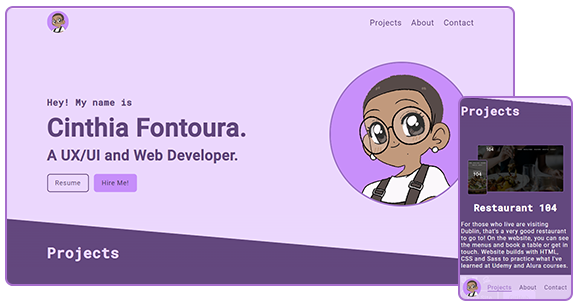 Projects About Contact
Hey! My name is
Cinthia Fontoura.
A UX/UI and Web Developer.
Resume Hire Me!
Projects
Projects
104
104
Restaurant 104
For those who live are visiting
Dublin, that's a very good restaurant
to go to! On the website, you can see
the menus and book a table or get in
touch. Website builds with HTML,
CSS and Sass to practice what I've
learned at Udemy and Alura courses.
Projects About Contact